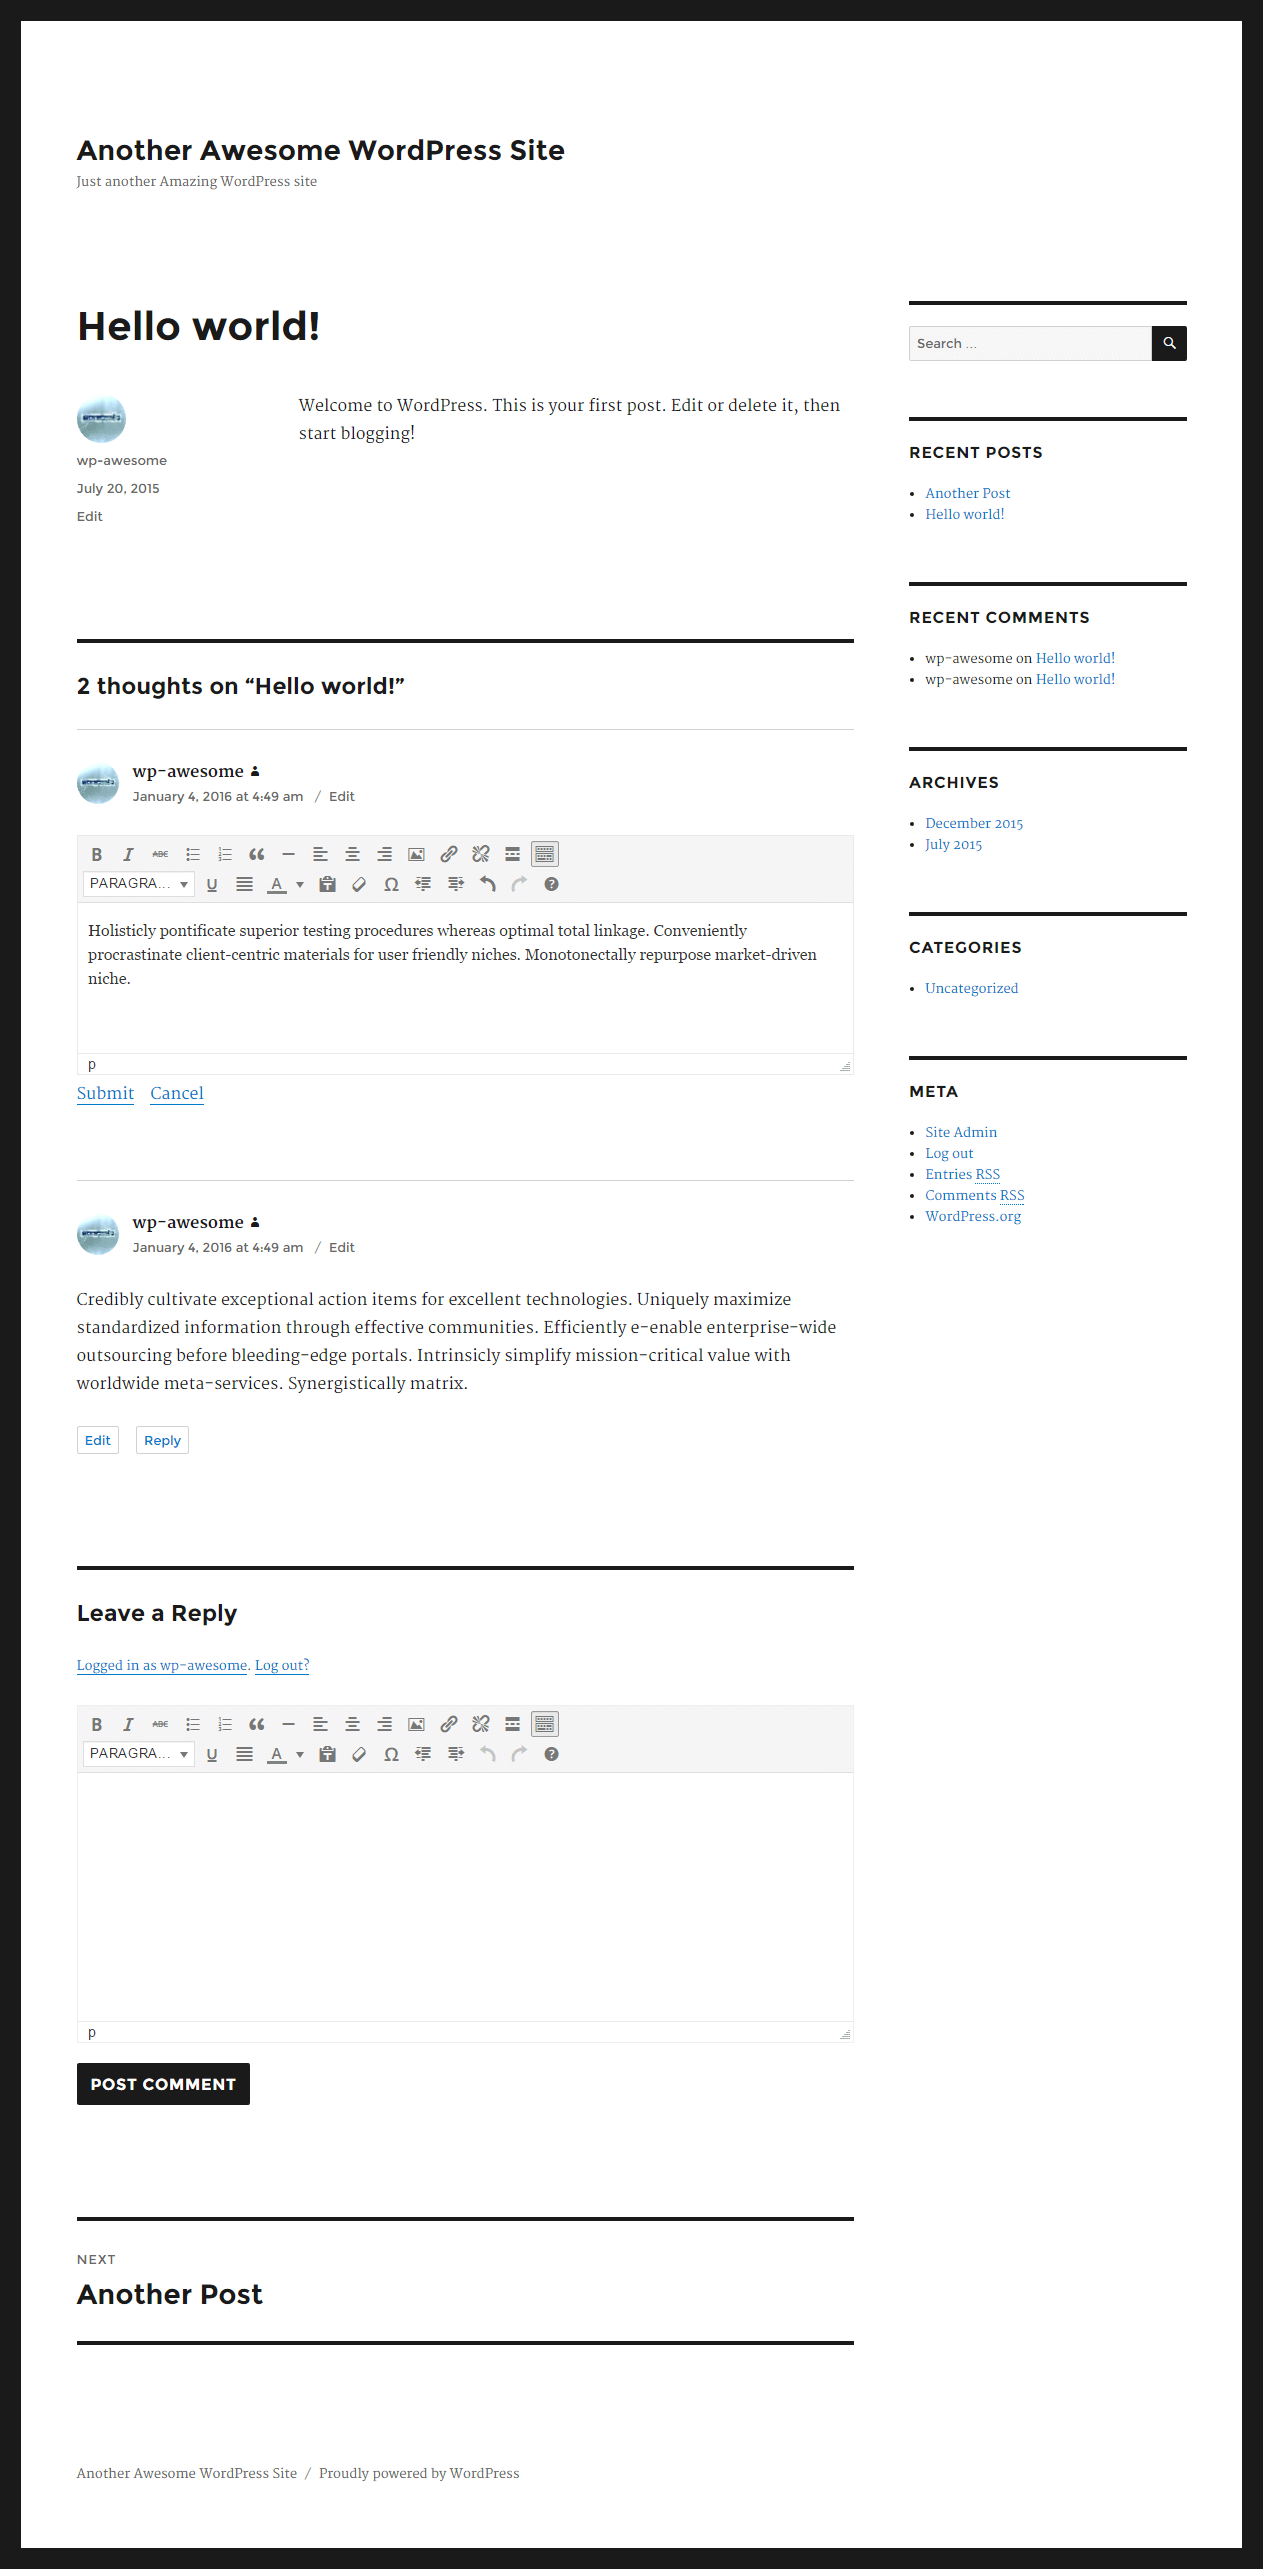 Another Awesome WordPress Site
Just another Amazing WordPress site
Hello world!
wp-awesome
July 20, 2015
Edit
Welcome to WordPress. This is your first post. Edit or delete it, then
start blogging!
2 thoughts on “Hello world!”
wp-awesome
January 4, 2016 at 4:49 am / Edit
B I ABC
PARAGRA... U A Ω ?
Holisticly pontificate superior testing procedures whereas optimal total linkage. Conveniently
procrastinate client-centric materials for user friendly niches. Monotonectally repurpose market-driven
niche.
p
Submit Cancel
wp-awesome
January 4, 2016 at 4:49 am / Edit
Credibly cultivate exceptional action items for excellent technologies. Uniquely maximize
standardized information through effective communities. Efficiently e-enable enterprise-wide
outsourcing before bleeding-edge portals. Intrinsicly simplify mission-critical value with
worldwide meta-services. Synergistically matrix.
Edit Reply
Leave a Reply
Logged in as wp-awesome. Log out?
B I ABC
PARAGRA... U A Ω ?
p
POST COMMENT
NEXT
Another Post
Search ...
RECENT POSTS
Another Post
Hello world!
RECENT COMMENTS
wp-awesome on Hello world!
wp-awesome on Hello world!
ARCHIVES
December 2015
July 2015
CATEGORIES
Uncategorized
META
Site Admin
Log out
Entries RSS
Comments RSS
WordPress.org
Another Awesome WordPress Site / Proudly powered by WordPress